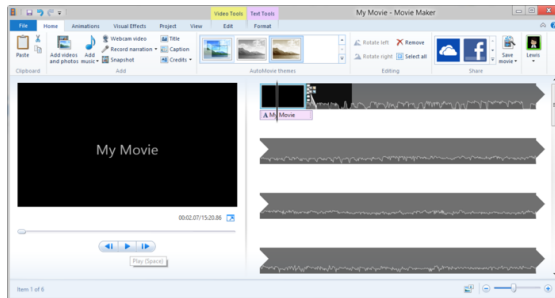 Video Tools Text Tools
My Movie - Movie Maker
File Home Animations Visual Effects Project View Edit Format
Paste
Clipboard
Add videos and photos
Add music
Webcam video
Record narration
Snapshot
Title
Caption
Credits
Add
AutoMovie themes
Rotate left
Rotate right
Remove
Select all
Editing
Share
Save movie
Lewis
My Movie
00:02.07/15:20.86
Play (Space)
A My Movie
Item 1 of 6